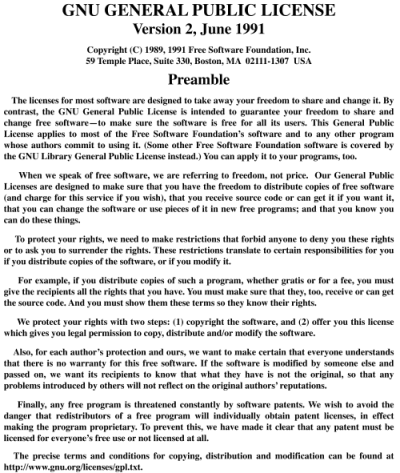 GNU GENERAL PUBLIC LICENSE
Version 2, June 1991
Copyright (C) 1989, 1991 Free Software Foundation, Inc.
59 Temple Place, Suite 330, Boston, MA  02111-1307  USA
Preamble
The licenses for most software are designed to take away your freedom to share and change it. By
contrast, the GNU General Public License is intended to guarantee your freedom to share and
change free software—to make sure the software is free for all its users. This General Public
License applies to most of the Free Software Foundation's software and to any other program
whose authors commit to using it. (Some other Free Software Foundation software is covered by
the GNU Library General Public License instead.) You can apply it to your programs, too.
When we speak of free software, we are referring to freedom, not price.  Our General Public
Licenses are designed to make sure that you have the freedom to distribute copies of free software
(and charge for this service if you wish), that you receive source code or can get it if you want it,
that you can change the software or use pieces of it in new free programs; and that you know you
can do these things.
To protect your rights, we need to make restrictions that forbid anyone to deny you these rights
or to ask you to surrender the rights. These restrictions translate to certain responsibilities for you
if you distribute copies of the software, or if you modify it.
For example, if you distribute copies of such a program, whether gratis or for a fee, you must
give the recipients all the rights that you have. You must make sure that they, too, receive or can get
the source code. And you must show them these terms so they know their rights.
We protect your rights with two steps: (1) copyright the software, and (2) offer you this license
which gives you legal permission to copy, distribute and/or modify the software.
Also, for each author's protection and ours, we want to make certain that everyone understands
that there is no warranty for this free software. If the software is modified by someone else and
passed on, we want its recipients to know that what they have is not the original, so that any
problems introduced by others will not reflect on the original authors' reputations.
Finally, any free program is threatened constantly by software patents. We wish to avoid the
danger that redistributors of a free program will individually obtain patent licenses, in effect
making the program proprietary. To prevent this, we have made it clear that any patent must be
licensed for everyone's free use or not licensed at all.
The precise terms and conditions for copying, distribution and modification can be found at
http://www.gnu.org/licenses/gpl.txt.